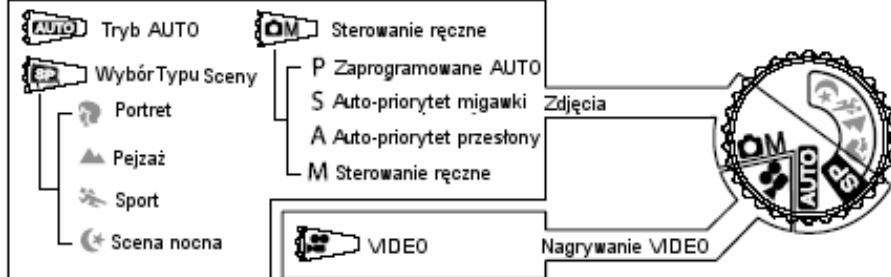 AUTO Tryb AUTO
SP Wybór Typu Sceny
Portret
Pejzaż
Sport
Scena nocna
M Sterowanie ręczne
P Zaprogramowane AUTO
S Auto-priorytet migawki
A Auto-priorytet przesłony
M Sterowanie ręczne
VIDEO
Zdjęcia
Nagrywanie VIDEO
M
AUTO
SP